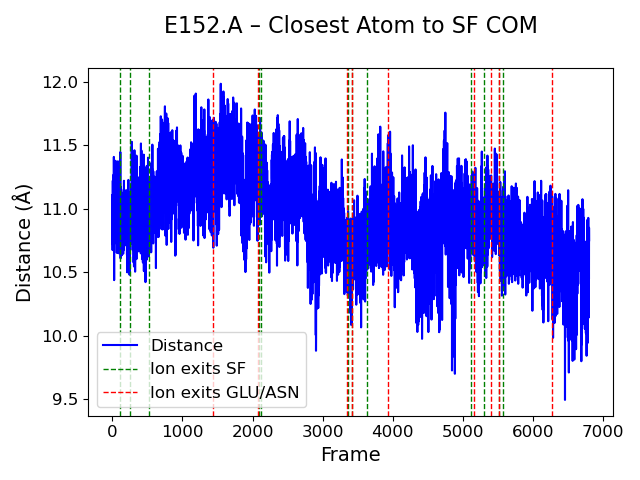 E152.A – Closest Atom to SF COM
12.0
11.5
11.0
10.5
10.0
9.5
Distance (Å)
Distance
Ion exits SF
Ion exits GLU/ASN
0 1000 2000 3000 4000 5000 6000 7000
Frame